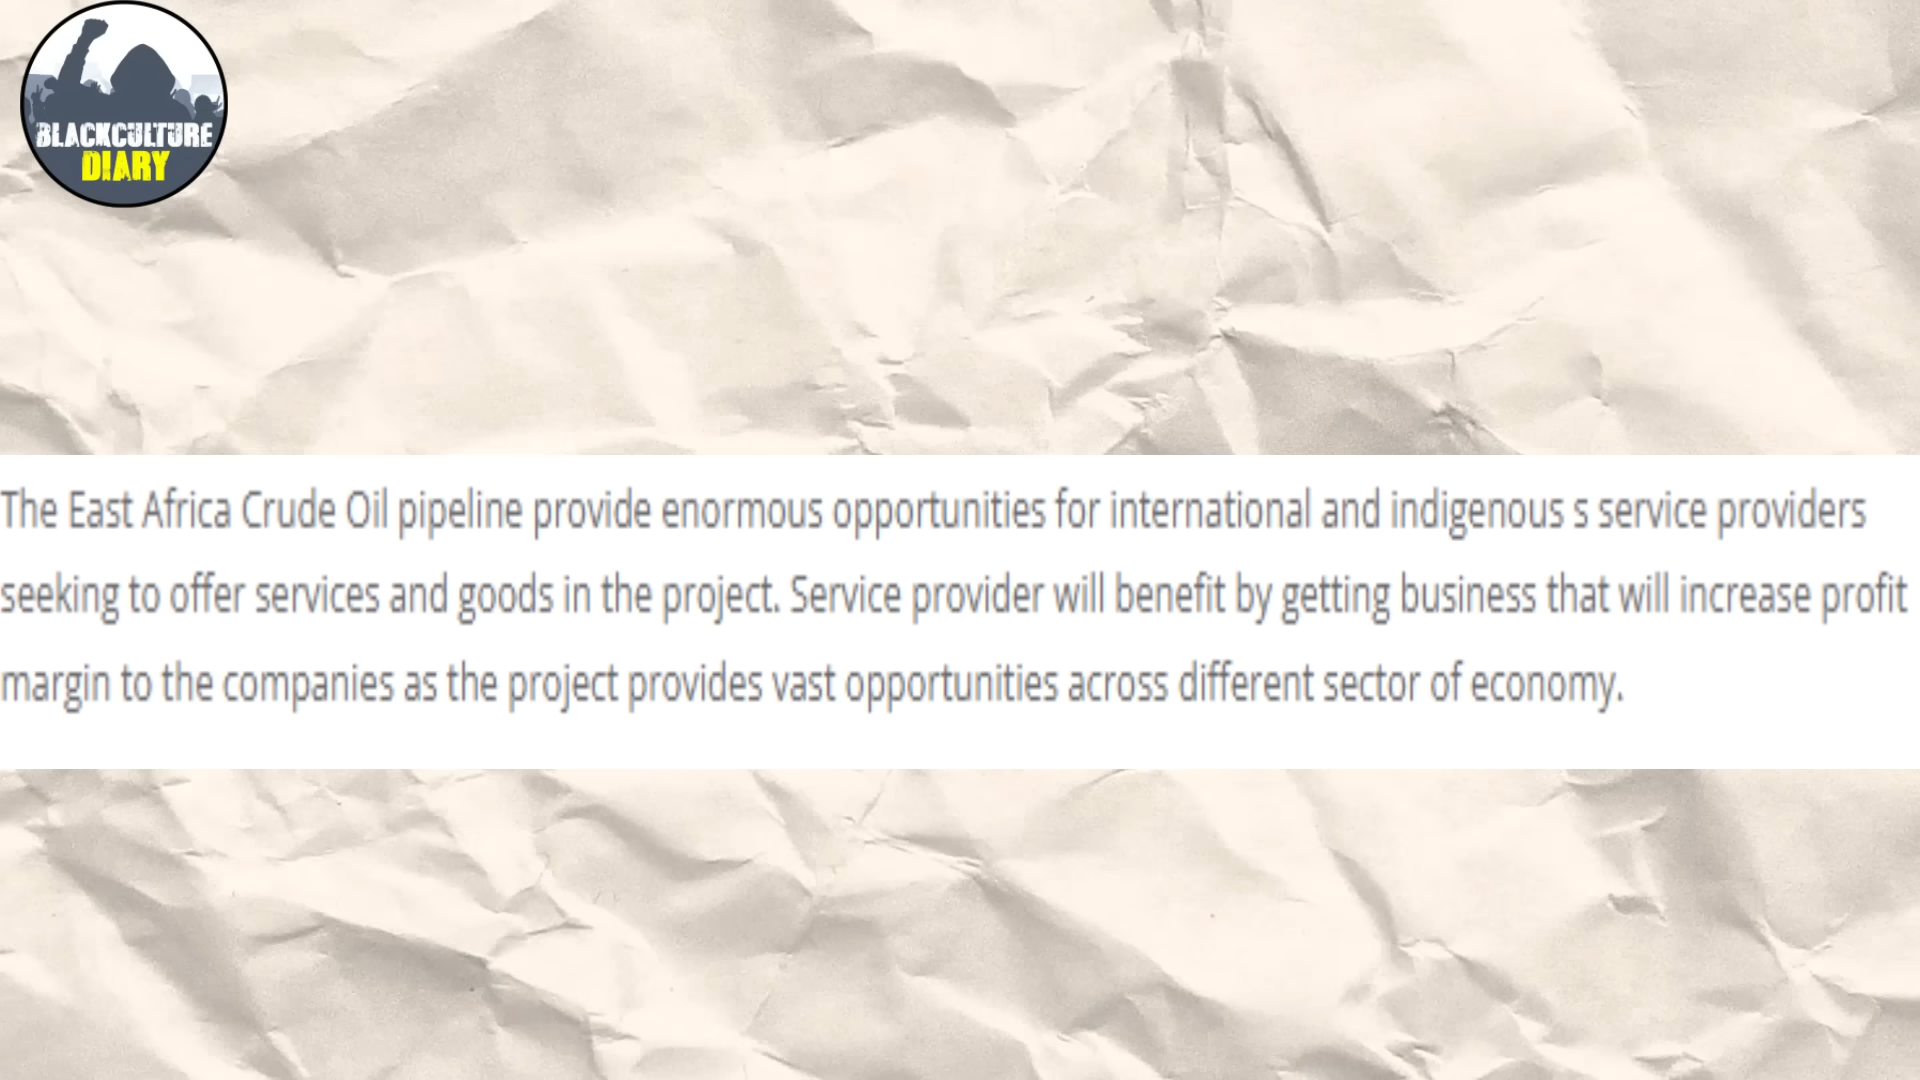 BLACKCULTURE
DIARY
The East Africa Crude Oil pipeline provide enormous opportunities for international and indigenous s service providers
seeking to offer services and goods in the project. Service provider will benefit by getting business that will increase profit
margin to the companies as the project provides vast opportunities across different sector of economy.